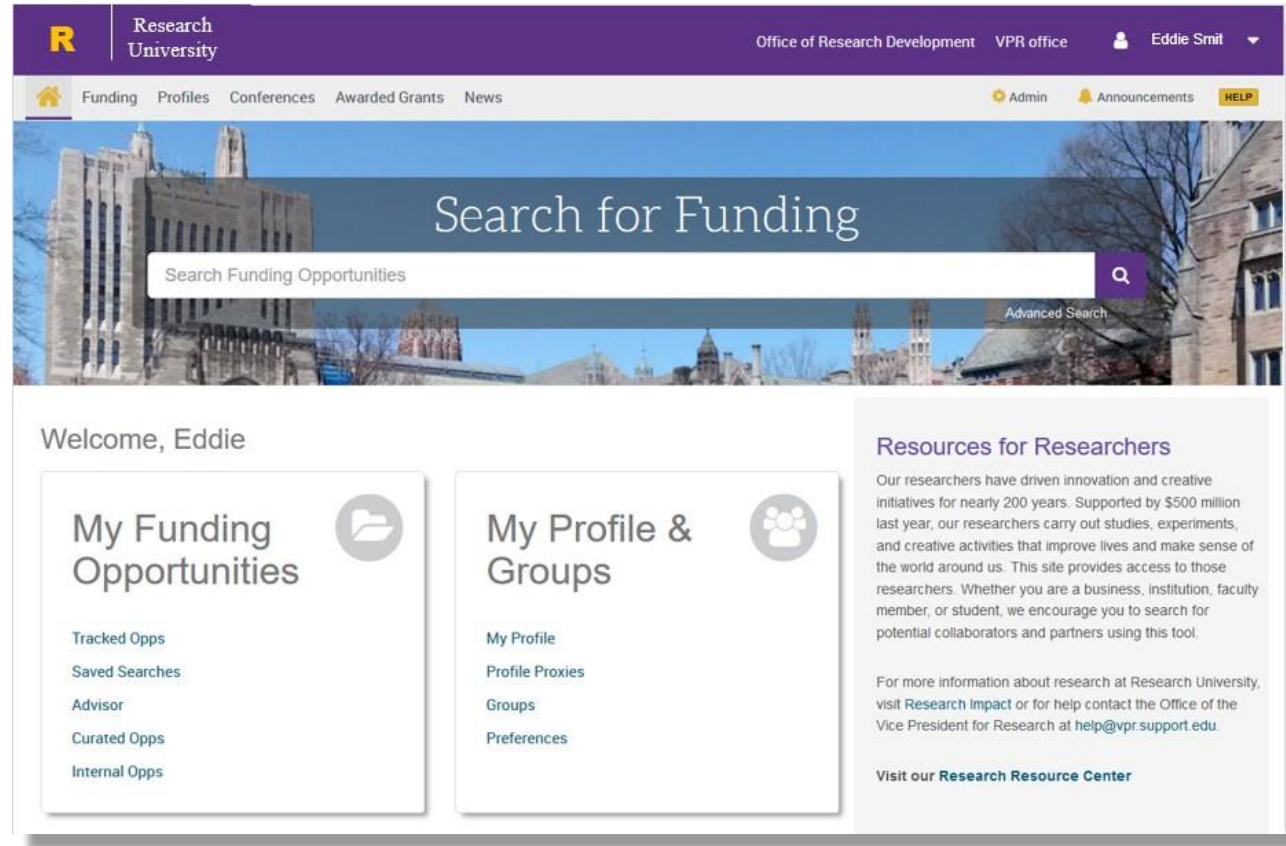 R
Research
University
Office of Research Development VPR office Eddie Smit
Funding Profiles Conferences Awarded Grants News Admin Announcements HELP
Search for Funding
Search Funding Opportunities
Advanced Search
Welcome, Eddie
My Funding
Opportunities
Tracked Opps
Saved Searches
Advisor
Curated Opps
Internal Opps
My Profile &
Groups
My Profile
Profile Proxies
Groups
Preferences
Resources for Researchers
Our researchers have driven innovation and creative
initiatives for nearly 200 years. Supported by $500 million
last year, our researchers carry out studies, experiments,
and creative activities that improve lives and make sense of
the world around us. This site provides access to those
researchers. Whether you are a business, institution, faculty
member, or student, we encourage you to search for
potential collaborators and partners using this tool.
For more information about research at Research University,
visit Research Impact or for help contact the Office of the
Vice President for Research at help@vpr.support.edu.
Visit our Research Resource Center